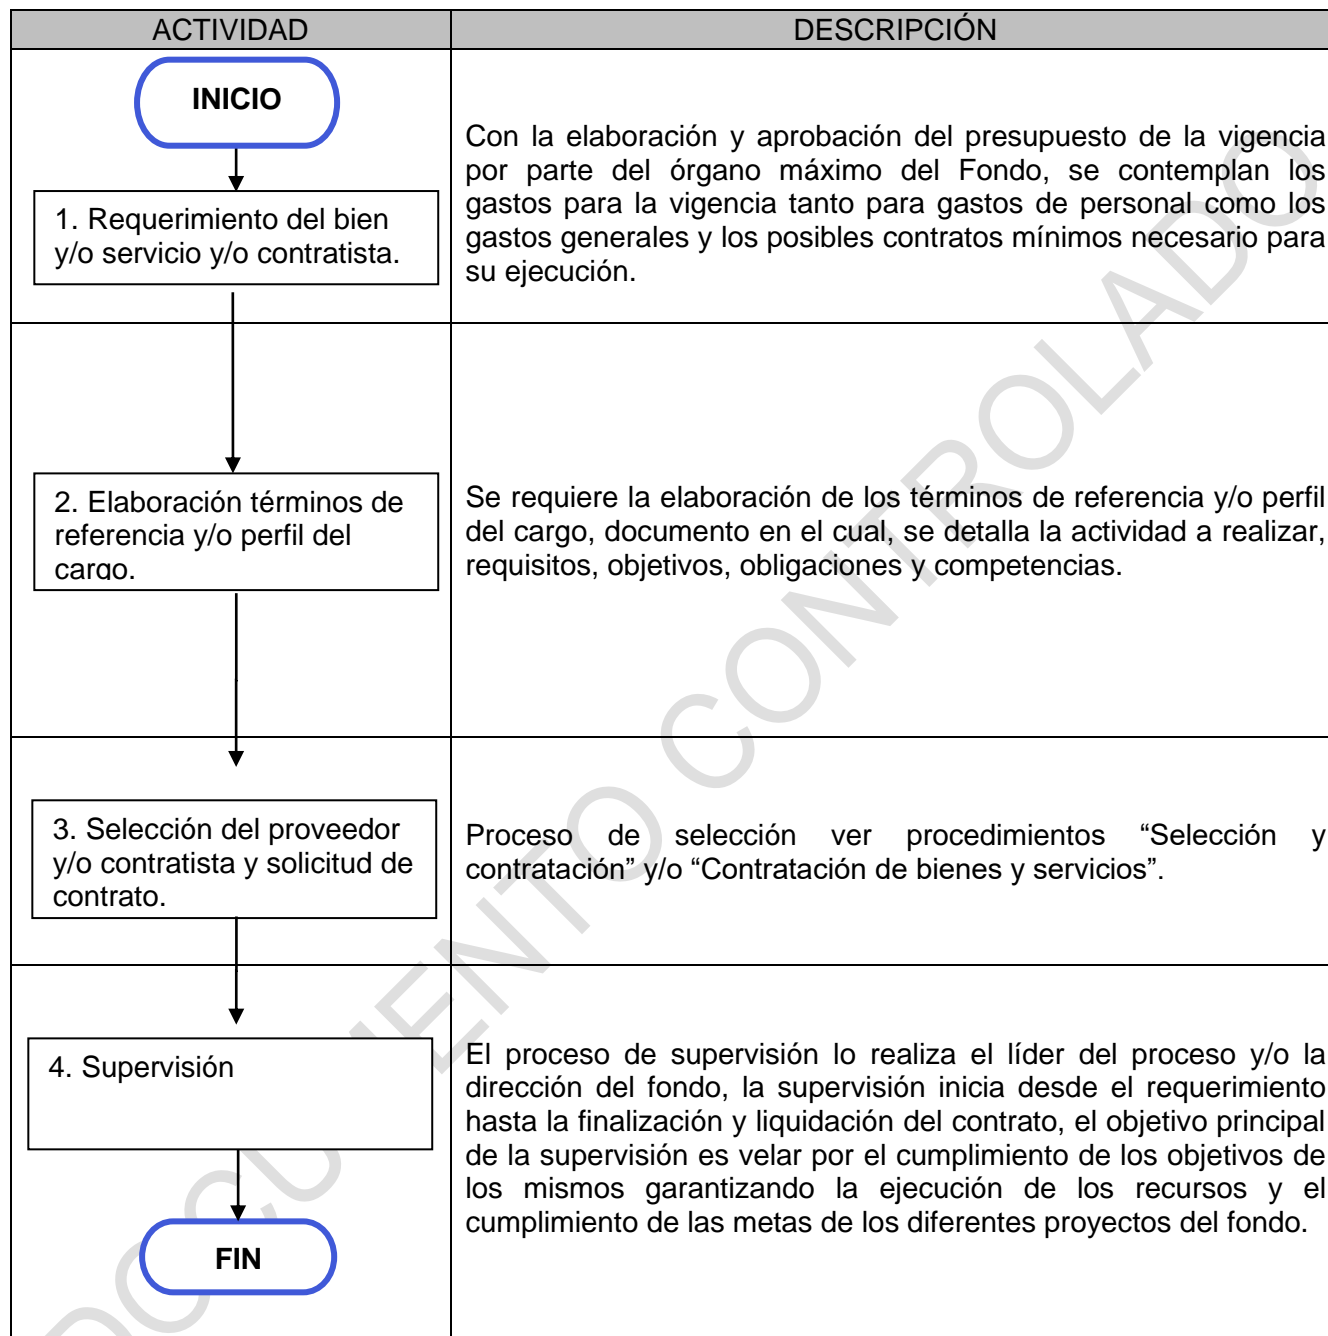 ACTIVIDAD
DESCRIPCIÓN
INICIO
Con la elaboración y aprobación del presupuesto de la vigencia
por parte del órgano máximo del Fondo, se contemplan los
gastos para la vigencia tanto para gastos de personal como los
gastos generales y los posibles contratos mínimos necesario para
su ejecución.
1. Requerimiento del bien
y/o servicio y/o contratista.
2. Elaboración términos de
referencia y/o perfil del
cargo.
Se requiere la elaboración de los términos de referencia y/o perfil
del cargo, documento en el cual, se detalla la actividad a realizar,
requisitos, objetivos, obligaciones y competencias.
3. Selección del proveedor
y/o contratista y solicitud de
contrato.
Proceso de selección ver procedimientos “Selección y
contratación” y/o “Contratación de bienes y servicios”.
4. Supervisión
El proceso de supervisión lo realiza el líder del proceso y/o la
dirección del fondo, la supervisión inicia desde el requerimiento
hasta la finalización y liquidación del contrato, el objetivo principal
de la supervisión es velar por el cumplimiento de los objetivos de
los mismos garantizando la ejecución de los recursos y el
cumplimiento de las metas de los diferentes proyectos del fondo.
FIN
DOCUMENTO CONTROLADO